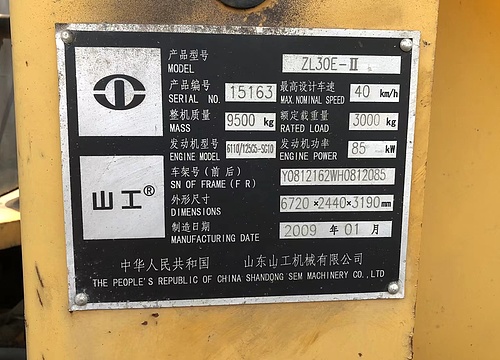 产品型号
MODEL ZL30E-II
产品编号 最高设计车速
SERIAL NO. 15163 MAX. NOMINAL SPEED 40 km/h
整机质量 额定载重量
MASS 9500 kg RATED LOAD 3000 kg
发动机型号 发动机功率
ENGINE MODEL 6110/125G5-SG10 ENGINE POWER 85 kW
车架号（前 后）
SN OF FRAME (F R) Y0812162WH0812085
外形尺寸
DIMENSIONS 6720×2440×3190mm
制造日期
MANUFACTURING DATE 2009 年 01 月
山工®
中华人民共和国 山东山工机械有限公司
THE PEOPLE'S REPUBLIC OF CHINA SHANDONG SEM MACHINERY CO.,LTD